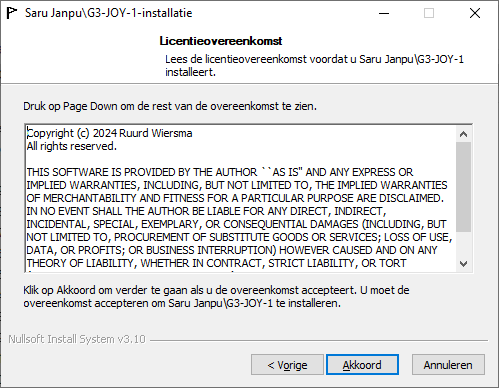 Saru Janpu\G3-JOY-1-installatie
Licentieovereenkomst
Lees de licentieovereenkomst voordat u Saru Janpu\G3-JOY-1
installeert.
Druk op Page Down om de rest van de overeenkomst te zien.
Copyright (c) 2024 Ruurd Wiersma
All rights reserved.
THIS SOFTWARE IS PROVIDED BY THE AUTHOR ``AS IS'' AND ANY EXPRESS OR
IMPLIED WARRANTIES, INCLUDING, BUT NOT LIMITED TO, THE IMPLIED WARRANTIES
OF MERCHANTABILITY AND FITNESS FOR A PARTICULAR PURPOSE ARE DISCLAIMED.
IN NO EVENT SHALL THE AUTHOR BE LIABLE FOR ANY DIRECT, INDIRECT,
INCIDENTAL, SPECIAL, EXEMPLARY, OR CONSEQUENTIAL DAMAGES (INCLUDING, BUT
NOT LIMITED TO, PROCUREMENT OF SUBSTITUTE GOODS OR SERVICES; LOSS OF USE,
DATA, OR PROFITS; OR BUSINESS INTERRUPTION) HOWEVER CAUSED AND ON ANY
THEORY OF LIABILITY, WHETHER IN CONTRACT, STRICT LIABILITY, OR TORT
Klik op Akkoord om verder te gaan als u de overeenkomst accepteert. U moet de
overeenkomst accepteren om Saru Janpu\G3-JOY-1 te installeren.
Nullsoft Install System v3.10
< Vorige
Akkoord
Annuleren